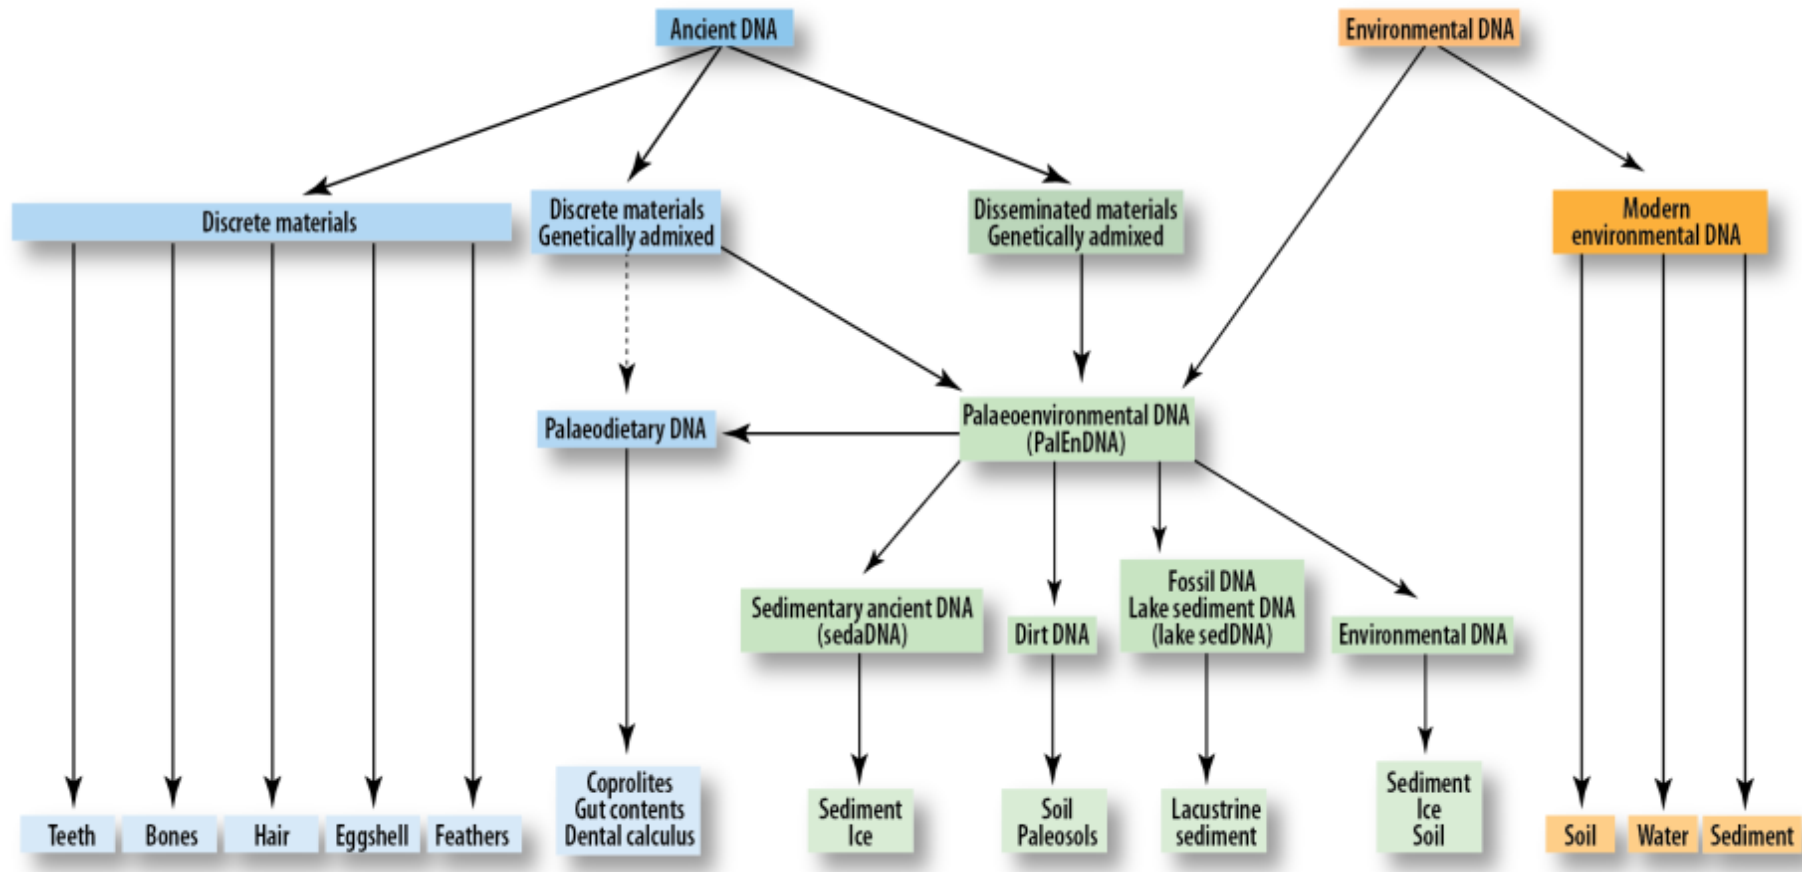 Ancient DNA
Environmental DNA
Discrete materials
Discrete materials
Genetically admixed
Disseminated materials
Genetically admixed
Modern
environmental DNA
Palaeodietary DNA
Palaeoenvironmental DNA
(PalEnDNA)
Sedimentary ancient DNA
(sedaDNA)
Dirt DNA
Fossil DNA
Lake sediment DNA
(lake sedDNA)
Environmental DNA
Teeth
Bones
Hair
Eggshell
Feathers
Coprolites
Gut contents
Dental calculus
Sediment
Ice
Soil
Paleosols
Lacustrine
sediment
Sediment
Ice
Soil
Soil
Water
Sediment